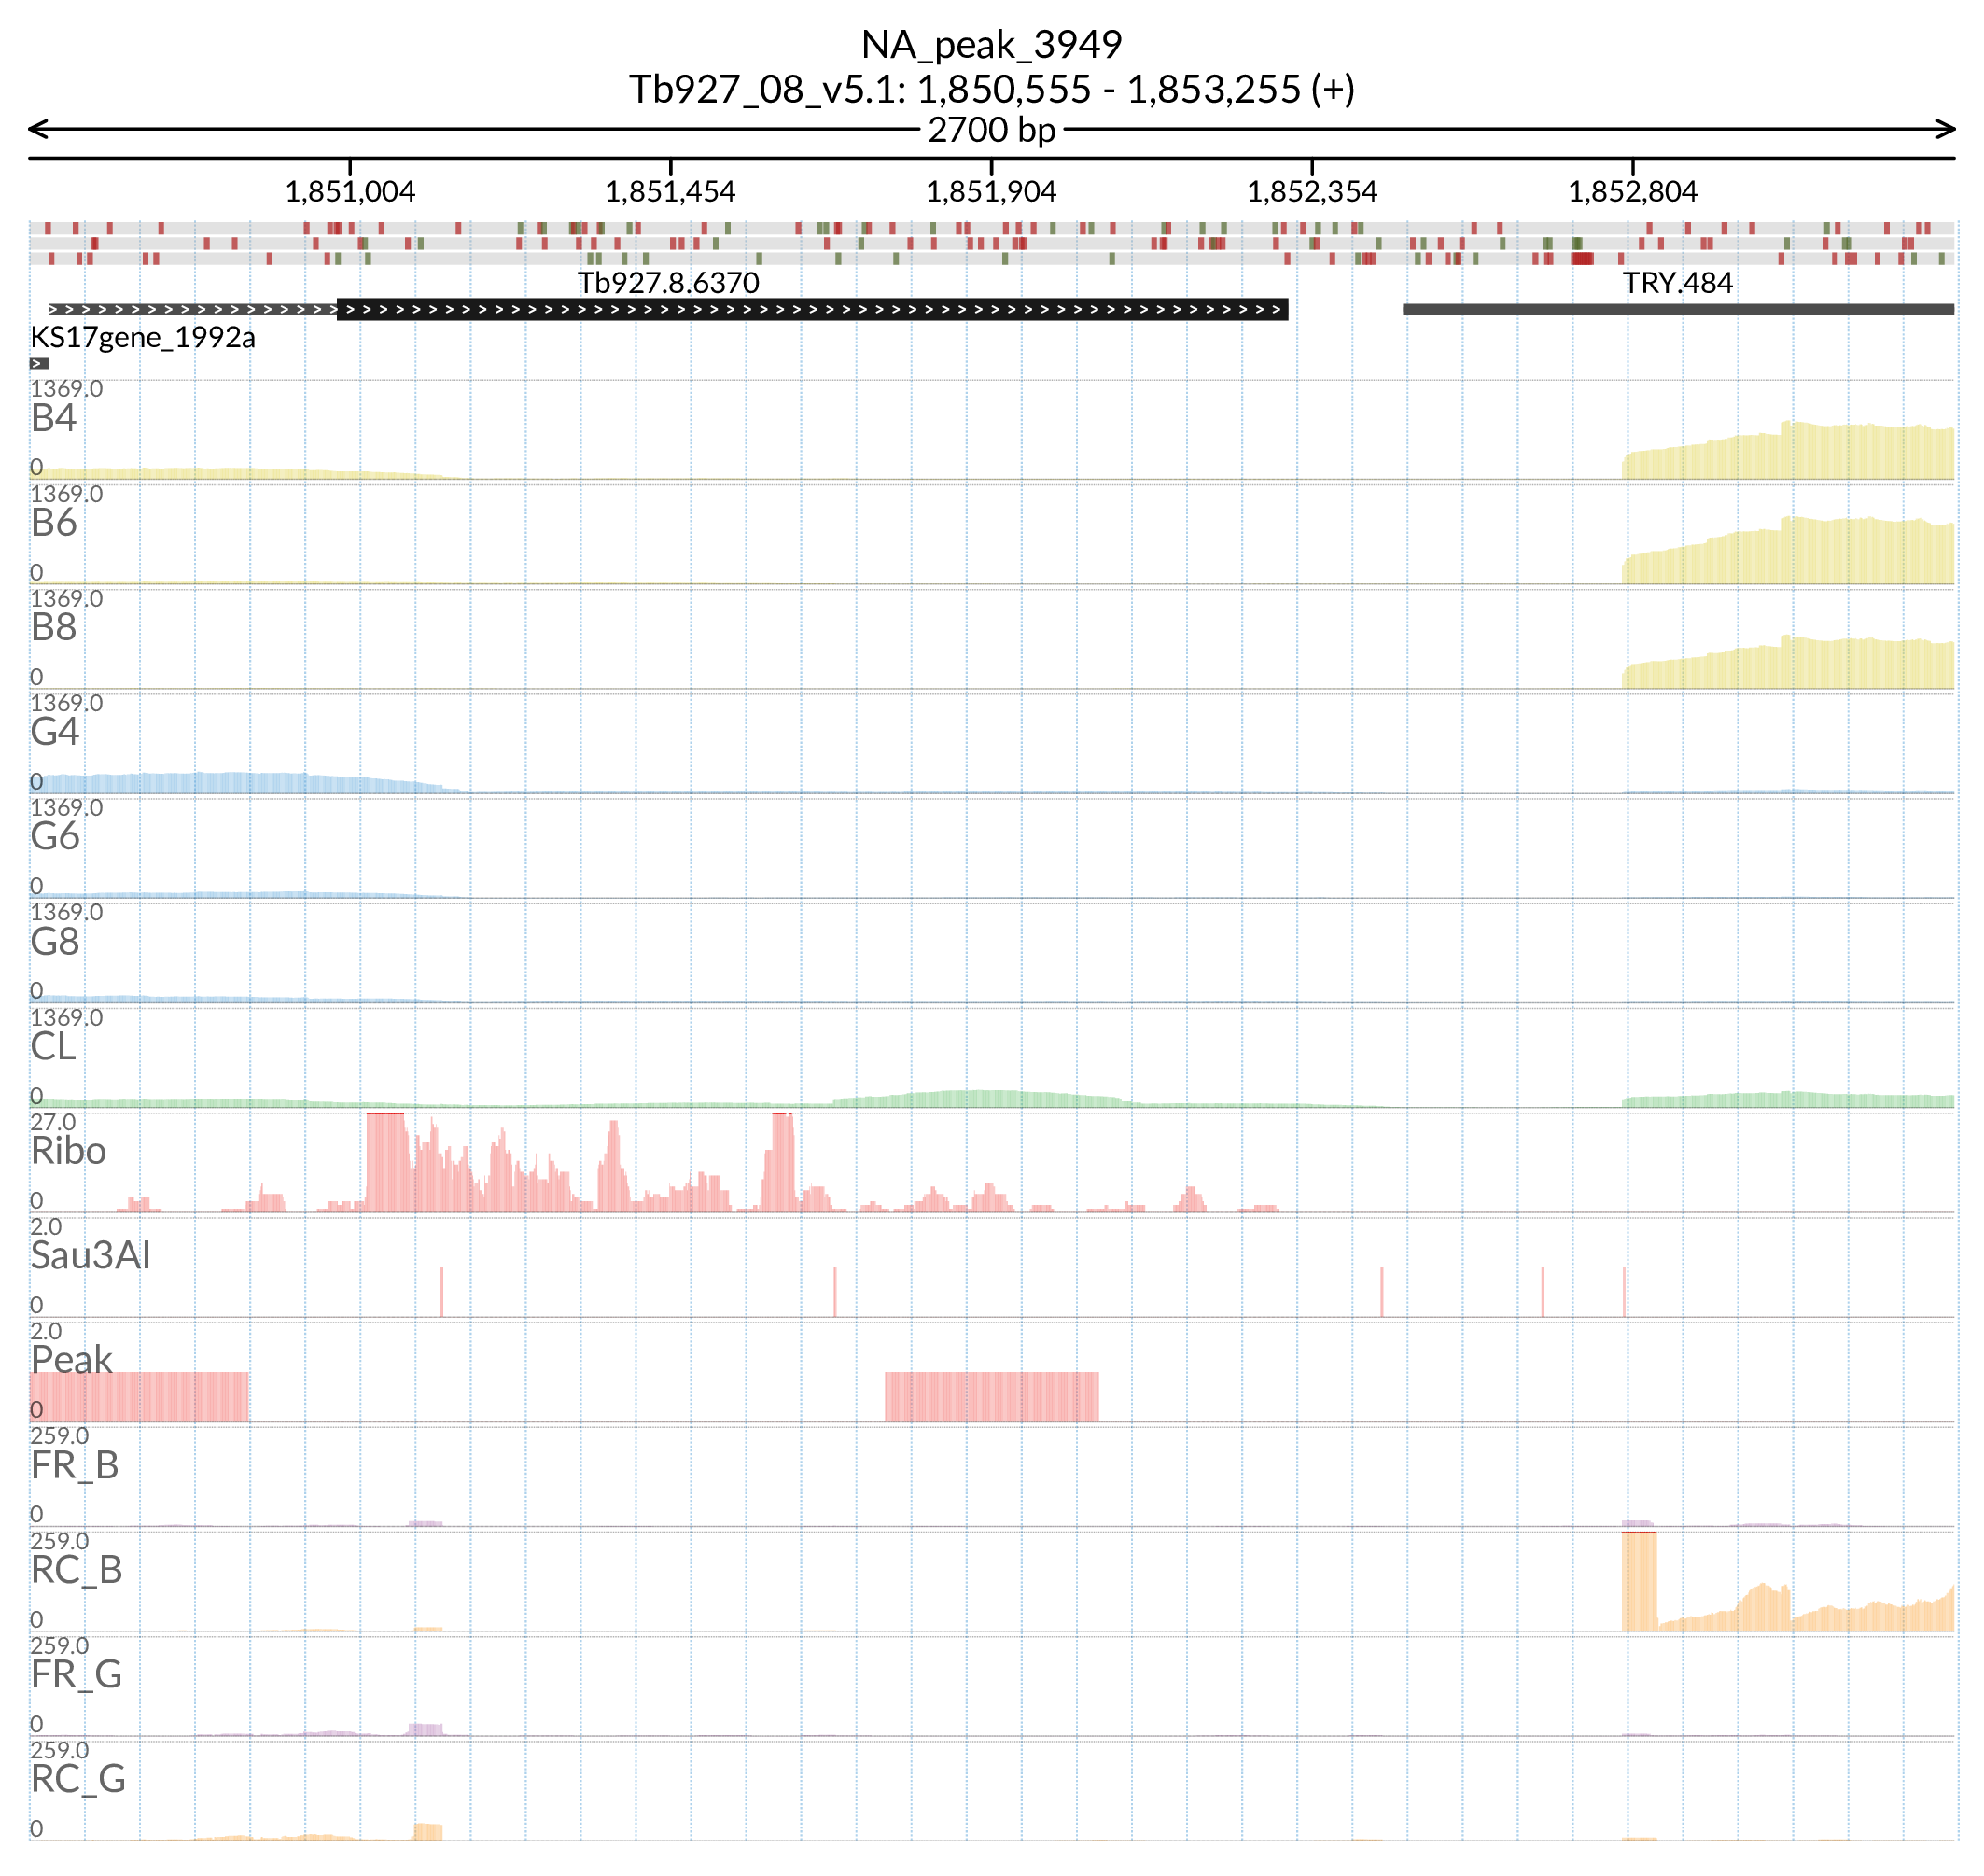 NA_peak_3949
Tb927_08_v5.1: 1,850,555 - 1,853,255 (+)
2700 bp
1,851,004 1,851,454 1,851,904 1,852,354 1,852,804
Tb927.8.6370 TRY.484
KS17gene_1992a
1369.0
B4
0
1369.0
B6
0
1369.0
B8
0
1369.0
G4
0
1369.0
G6
0
1369.0
G8
0
1369.0
CL
0
27.0
Ribo
0
2.0
Sau3AI
0
2.0
Peak
0
259.0
FR_B
0
259.0
RC_B
0
259.0
FR_G
0
259.0
RC_G
0